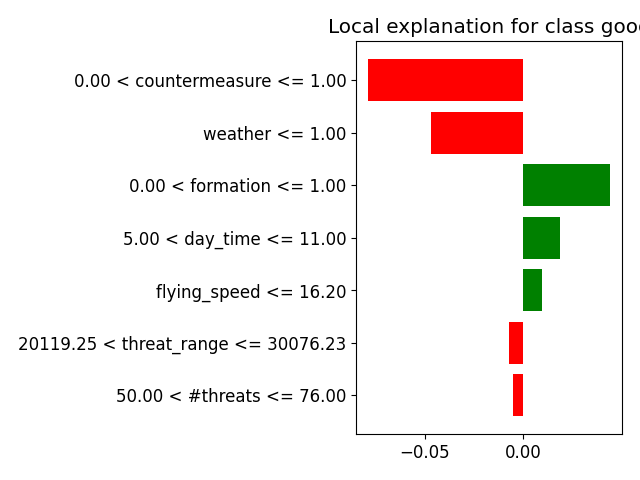 Local explanation for class good
0.00 < countermeasure <= 1.00
weather <= 1.00
0.00 < formation <= 1.00
5.00 < day_time <= 11.00
flying_speed <= 16.20
20119.25 < threat_range <= 30076.23
50.00 < #threats <= 76.00
−0.05 0.00